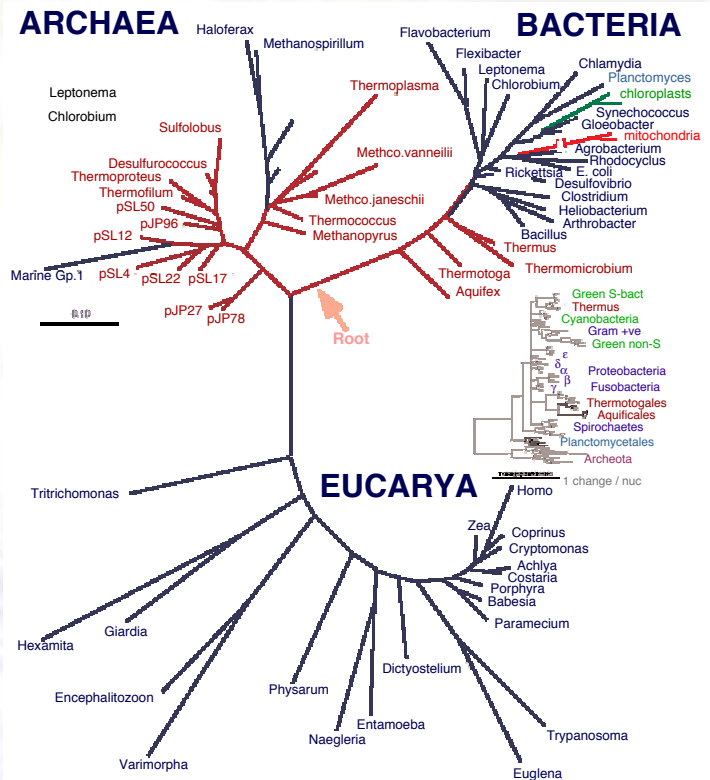 ARCHAEA
BACTERIA
Haloferax
Methanospirillum
Flavobacterium
Flexibacter
Leptonema
Chlorobium
Chlamydia
Planctomyces
chloroplasts
Synechococcus
Gloeobacter
mitochondria
Agrobacterium
Rhodocyclus
E. coli
Rickettsia
Desulfovibrio
Clostridium
Heliobacterium
Arthrobacter
Bacillus
Thermus
Thermomicrobium
Thermotoga
Aquifex
Leptonema
Chlorobium
Thermoplasma
Sulfolobus
Methco.vanneilii
Desulfurococcus
Thermoproteus
Thermofilum
pSL50
pJP96
pSL12
Methco.janeschii
Thermococcus
Methanopyrus
Marine Gp.1
pSL4
pSL22
pSL17
pJP27
pJP78
0.10
Root
Green S-bact
Thermus
Cyanobacteria
Gram +ve
Green non-S
ε
δ
α
β
γ
Proteobacteria
Fusobacteria
Thermotogales
Aquificales
Spirochaetes
Planctomycetales
Archeota
1 change / nuc
EUCARYA
Tritrichomonas
Homo
Zea
Coprinus
Cryptomonas
Achlya
Costaria
Porphyra
Babesia
Paramecium
Hexamita
Giardia
Encephalitozoon
Varimorpha
Physarum
Naegleria
Entamoeba
Dictyostelium
Trypanosoma
Euglena